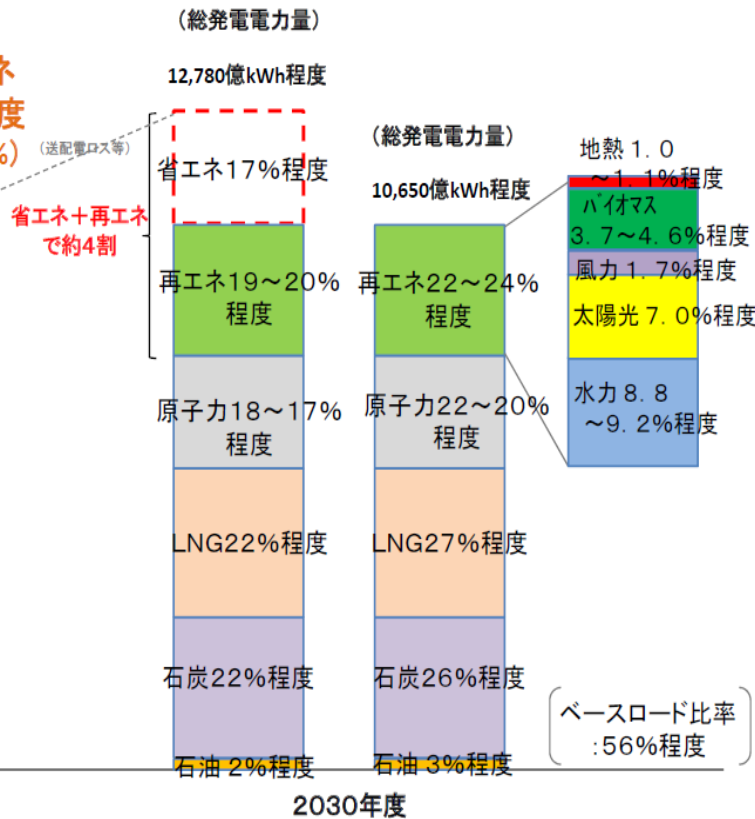 (総発電電力量)
12,780億kWh程度
ネ
度
%)
(送配電ロス等)
省エネ+再エネ
で約4割
省エネ17%程度
再エネ19~20%
程度
原子力18~17%
程度
LNG22%程度
石炭22%程度
石油 2%程度
(総発電電力量)
10,650億kWh程度
再エネ22~24%
程度
原子力22~20%
程度
LNG27%程度
石炭26%程度
石油 3%程度
地熱 1.0
~1.1%程度
バイオマス
3.7~4.6%程度
風力 1.7%程度
太陽光 7.0%程度
水力 8.8
~9.2%程度
ベースロード比率
:56%程度
2030年度